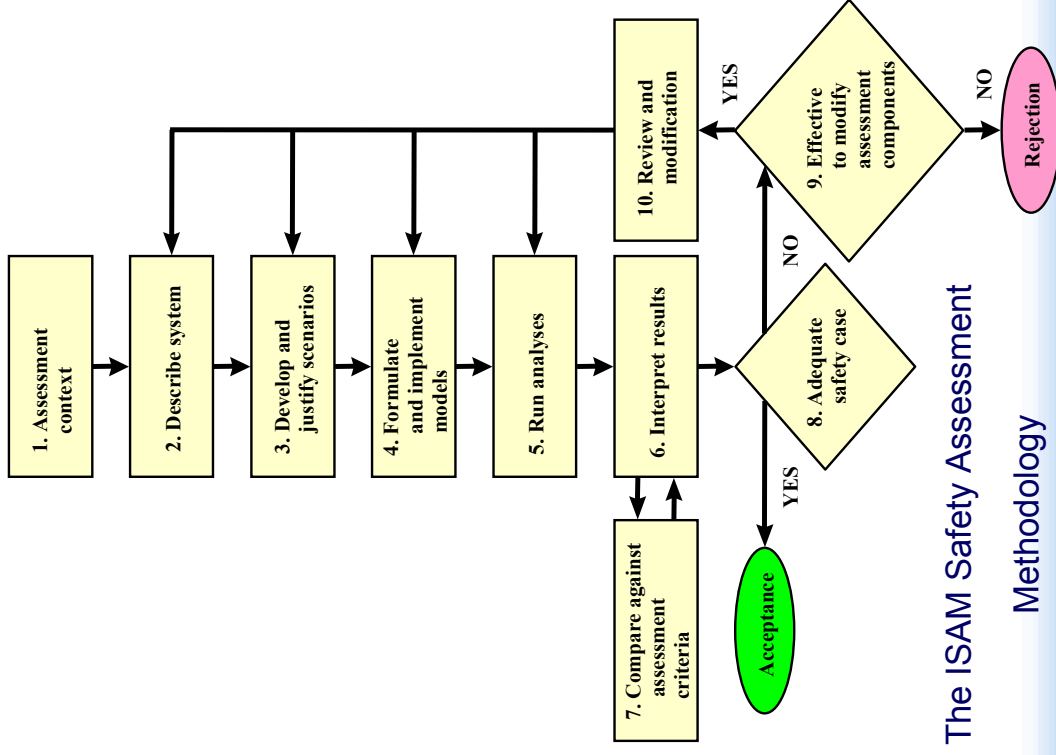 1. Assessment
context
2. Describe system
3. Develop and
justify scenarios
4. Formulate
and implement
models
5. Run analyses
6. Interpret results
7. Compare against
assessment
criteria
8. Adequate
safety case
YES
NO
Acceptance
9. Effective
to modify
assessment
components
YES
NO
10. Review and
modification
Rejection
The ISAM Safety Assessment
Methodology